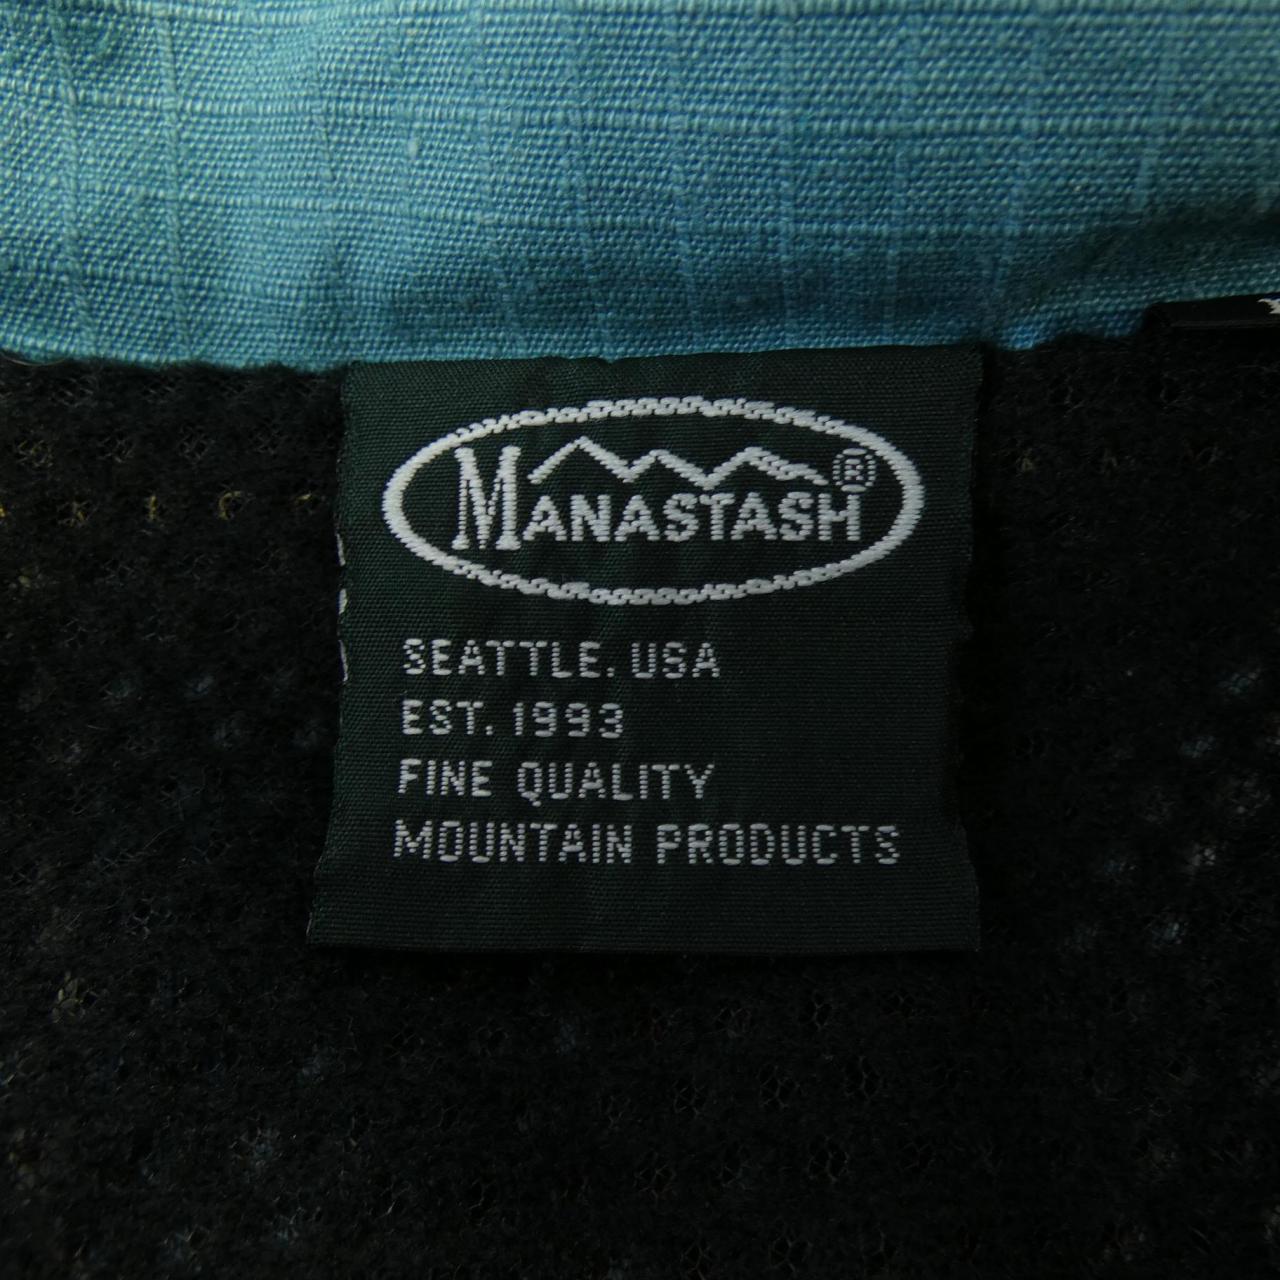 MANASTASH®
SEATTLE, USA
EST. 1993
FINE QUALITY
MOUNTAIN PRODUCTS